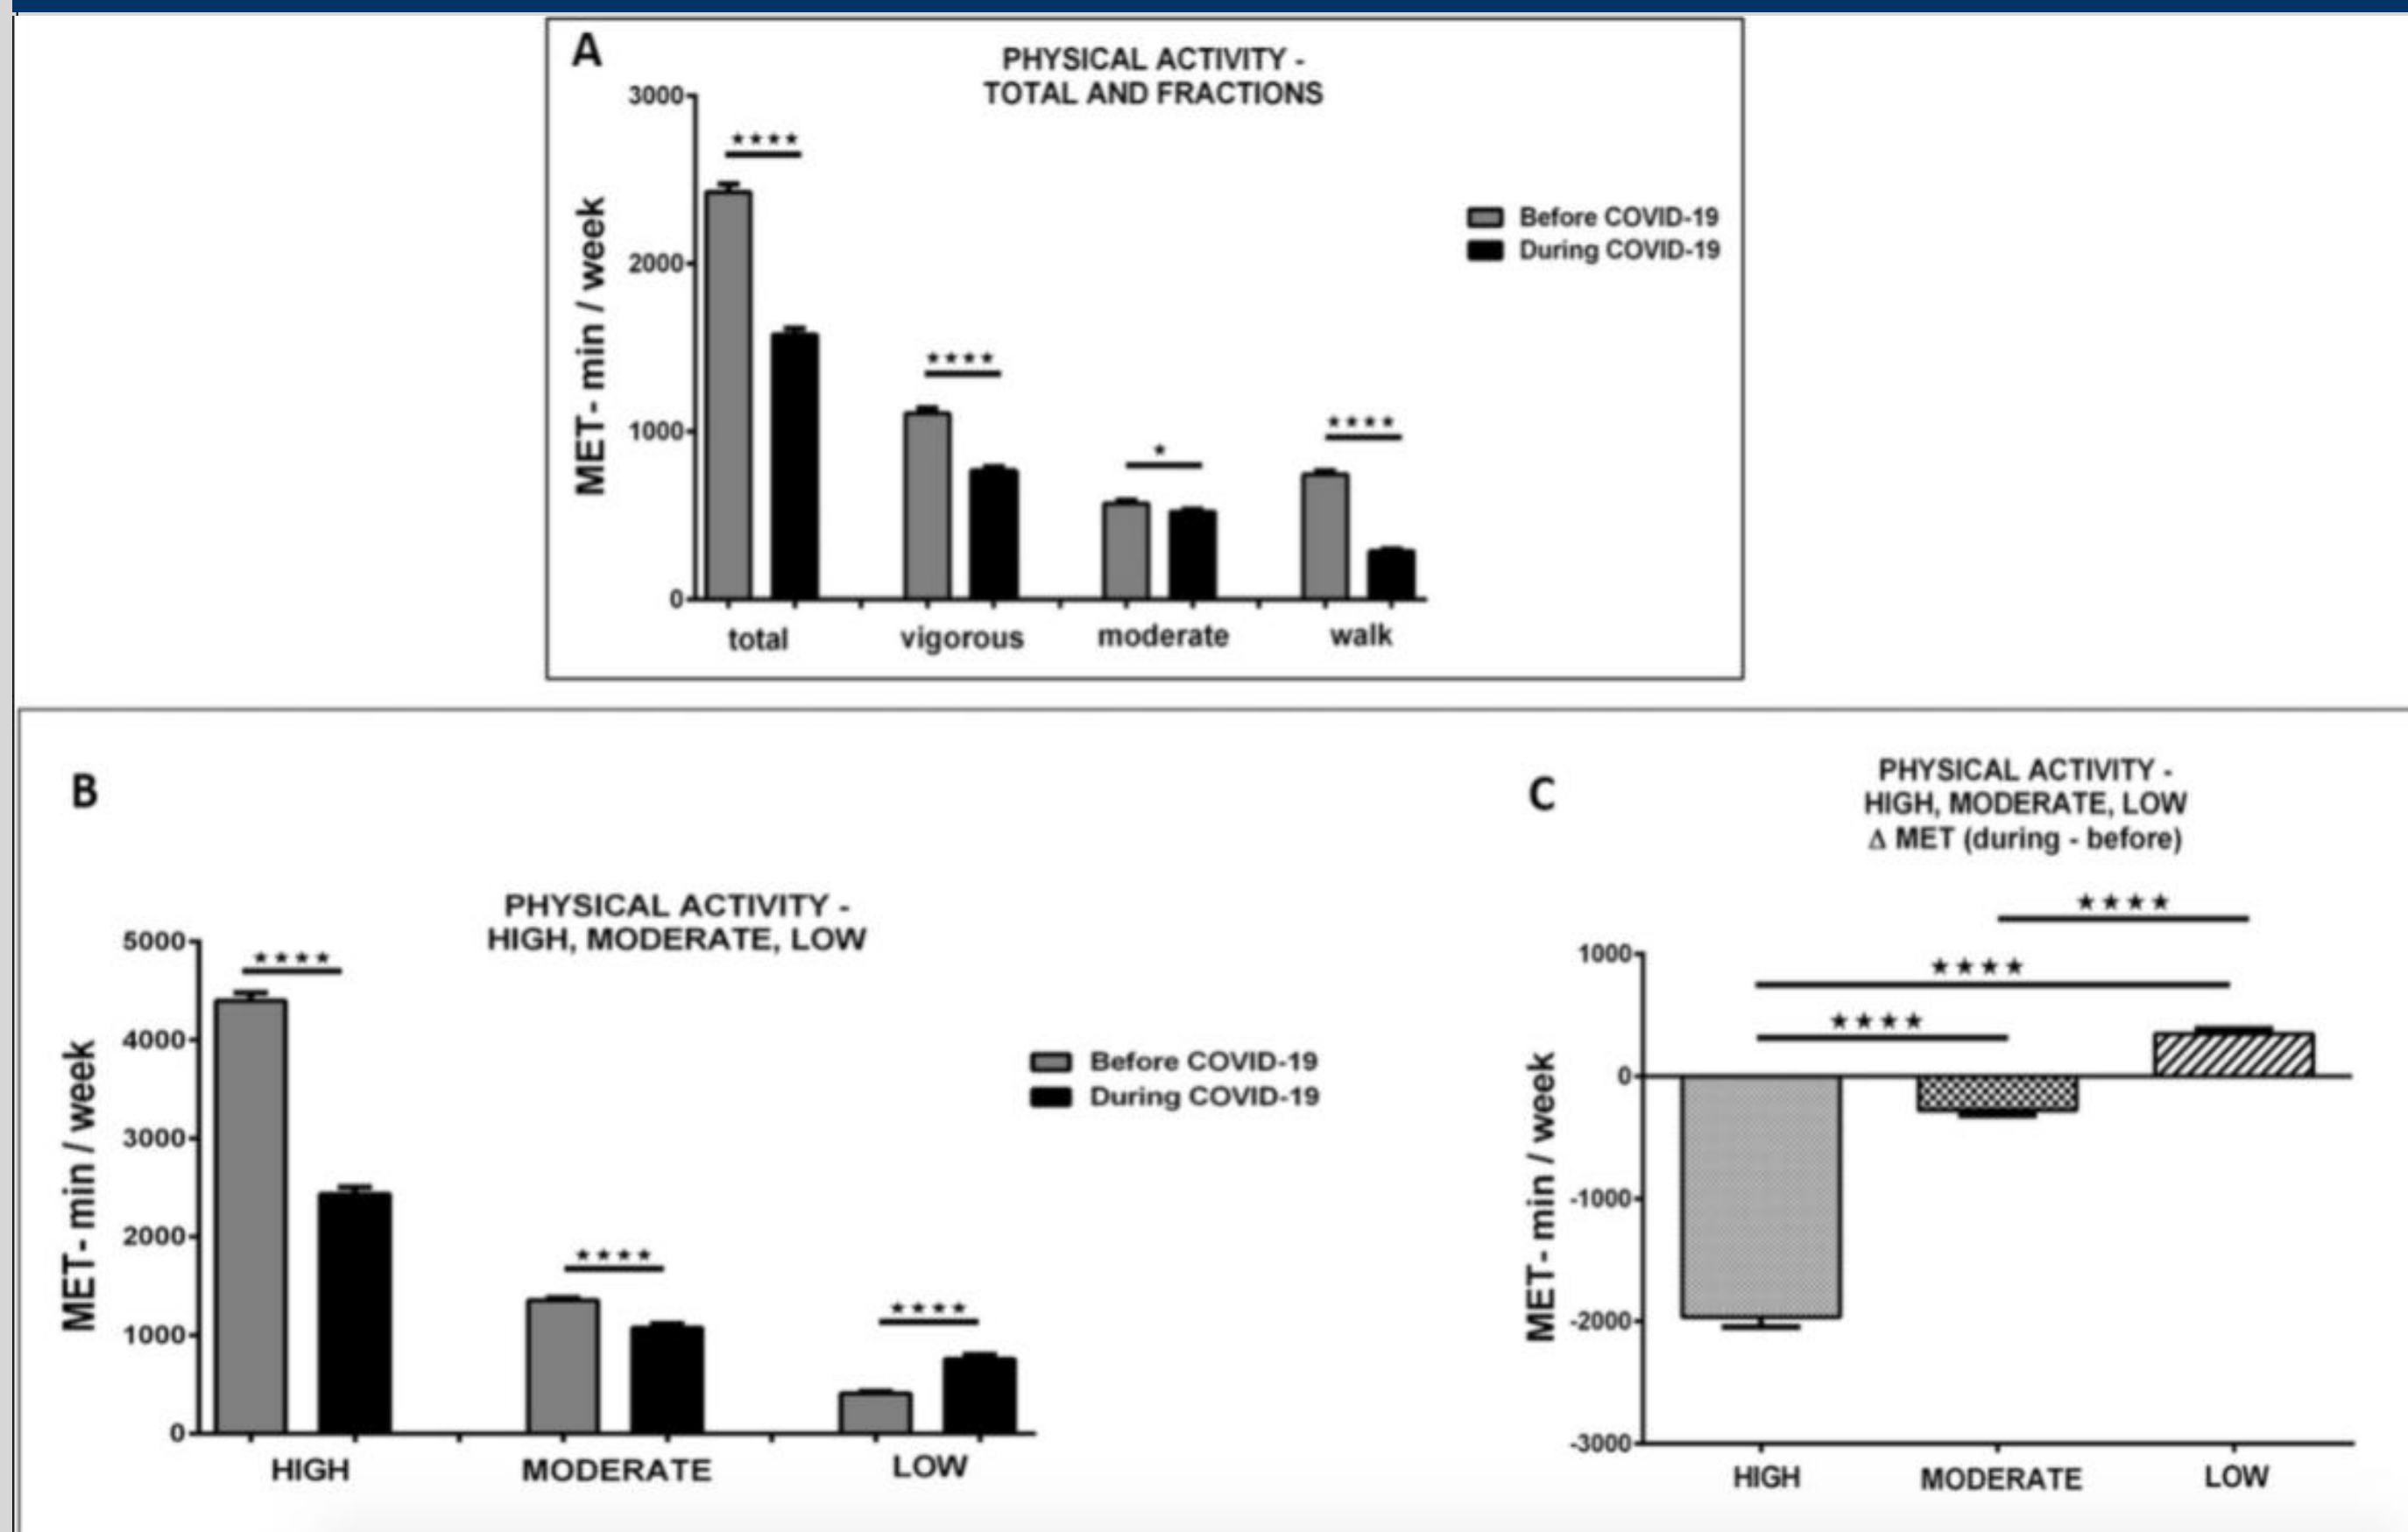 A
PHYSICAL ACTIVITY -
TOTAL AND FRACTIONS
3000
2000
1000
0
MET- min / week
****
****
*
****
Before COVID-19
During COVID-19
total
vigorous
moderate
walk
B
PHYSICAL ACTIVITY -
HIGH, MODERATE, LOW
5000
4000
3000
2000
1000
0
MET- min / week
****
****
****
Before COVID-19
During COVID-19
HIGH
MODERATE
LOW
C
PHYSICAL ACTIVITY -
HIGH, MODERATE, LOW
Δ MET (during - before)
****
****
****
1000
0
-1000
-2000
-3000
MET- min / week
HIGH
MODERATE
LOW